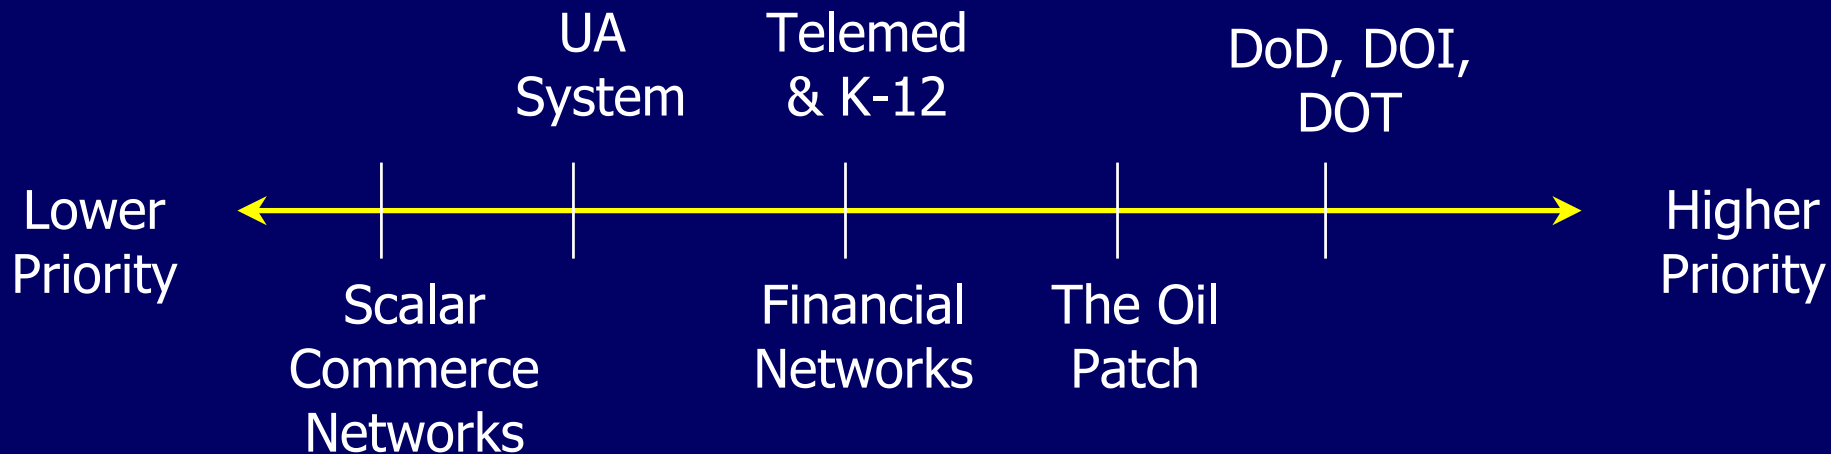 UA
System
Telemed
& K-12
DoD, DOI,
DOT
Lower
Priority
Higher
Priority
Scalar
Commerce
Networks
Financial
Networks
The Oil
Patch